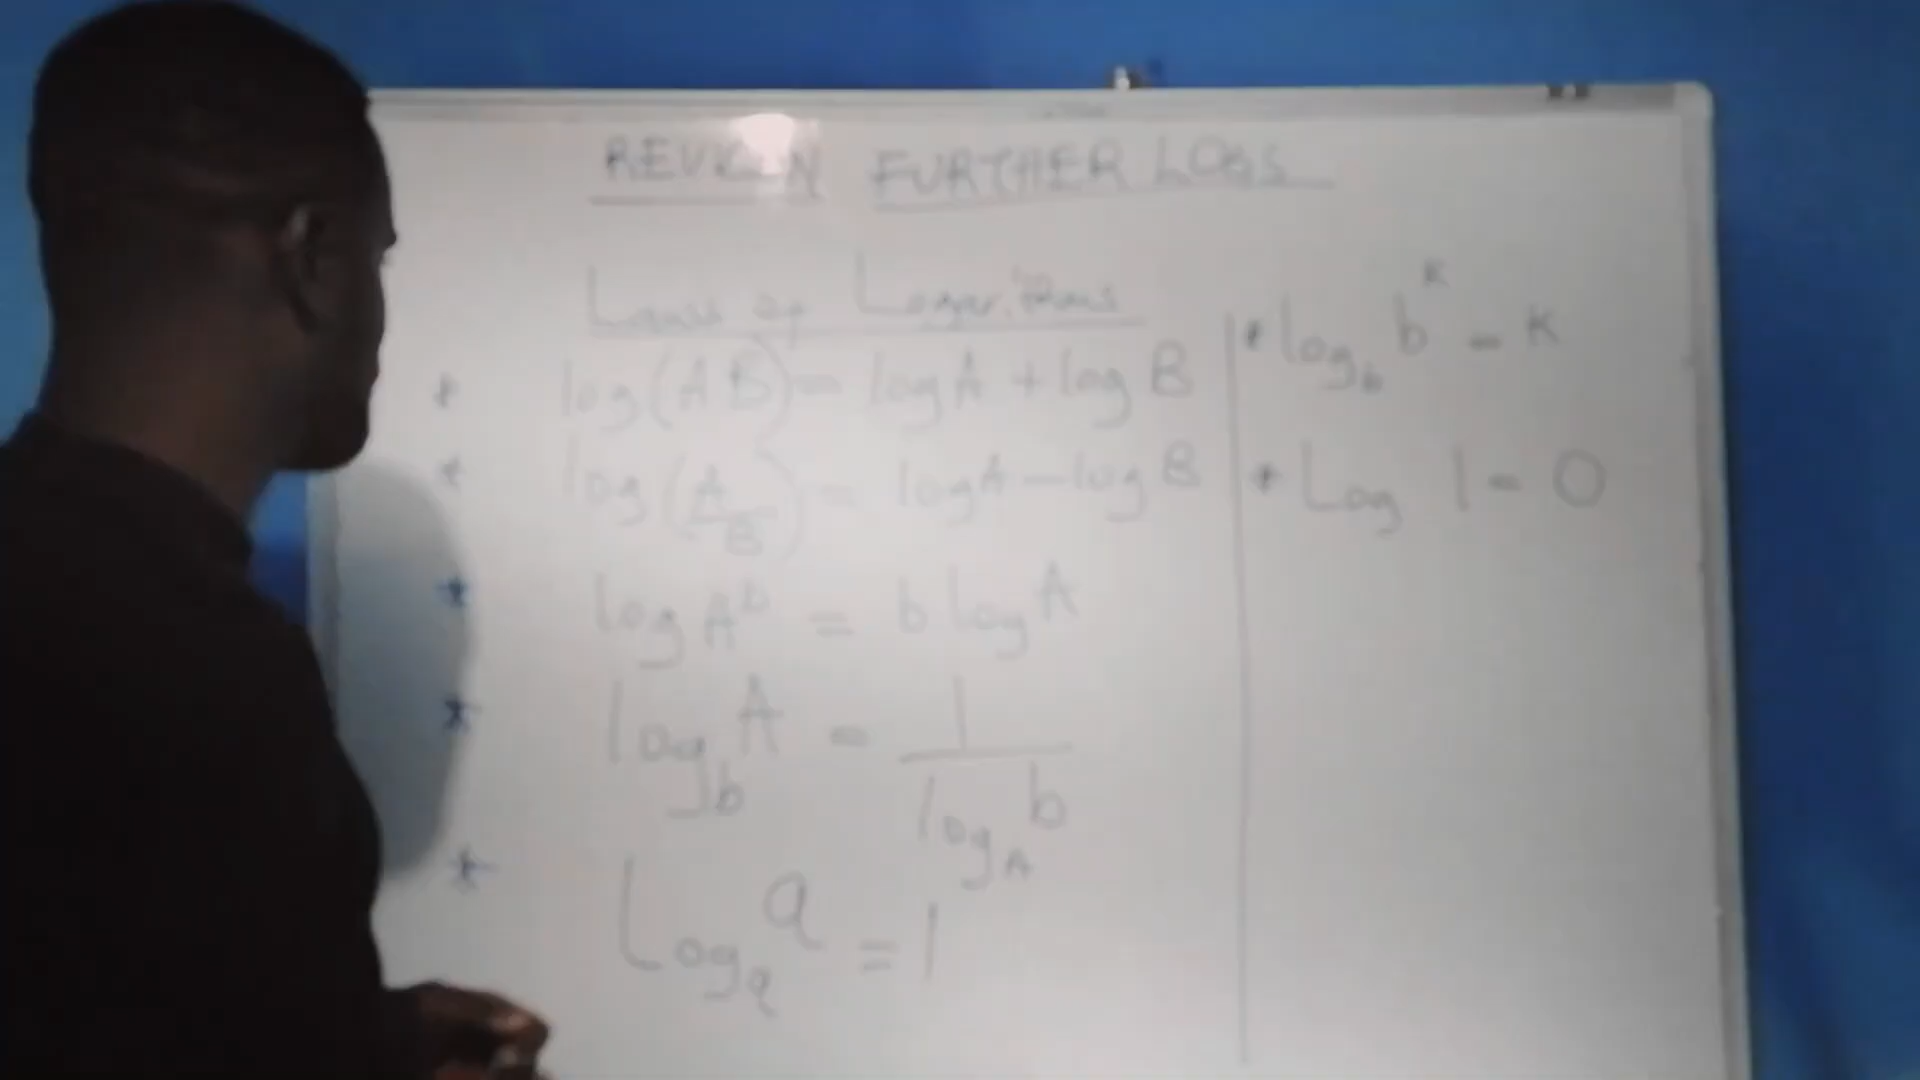 REVISION FURTHER LOGS
Laws of Logarithms
* log(AB) = logA + log B
* log(A/B) = logA - log B
* log A^b = b log A
* log_b A = 1/log_A b
* Log_a a = 1
* log_b b^K = K
* Log 1 = 0